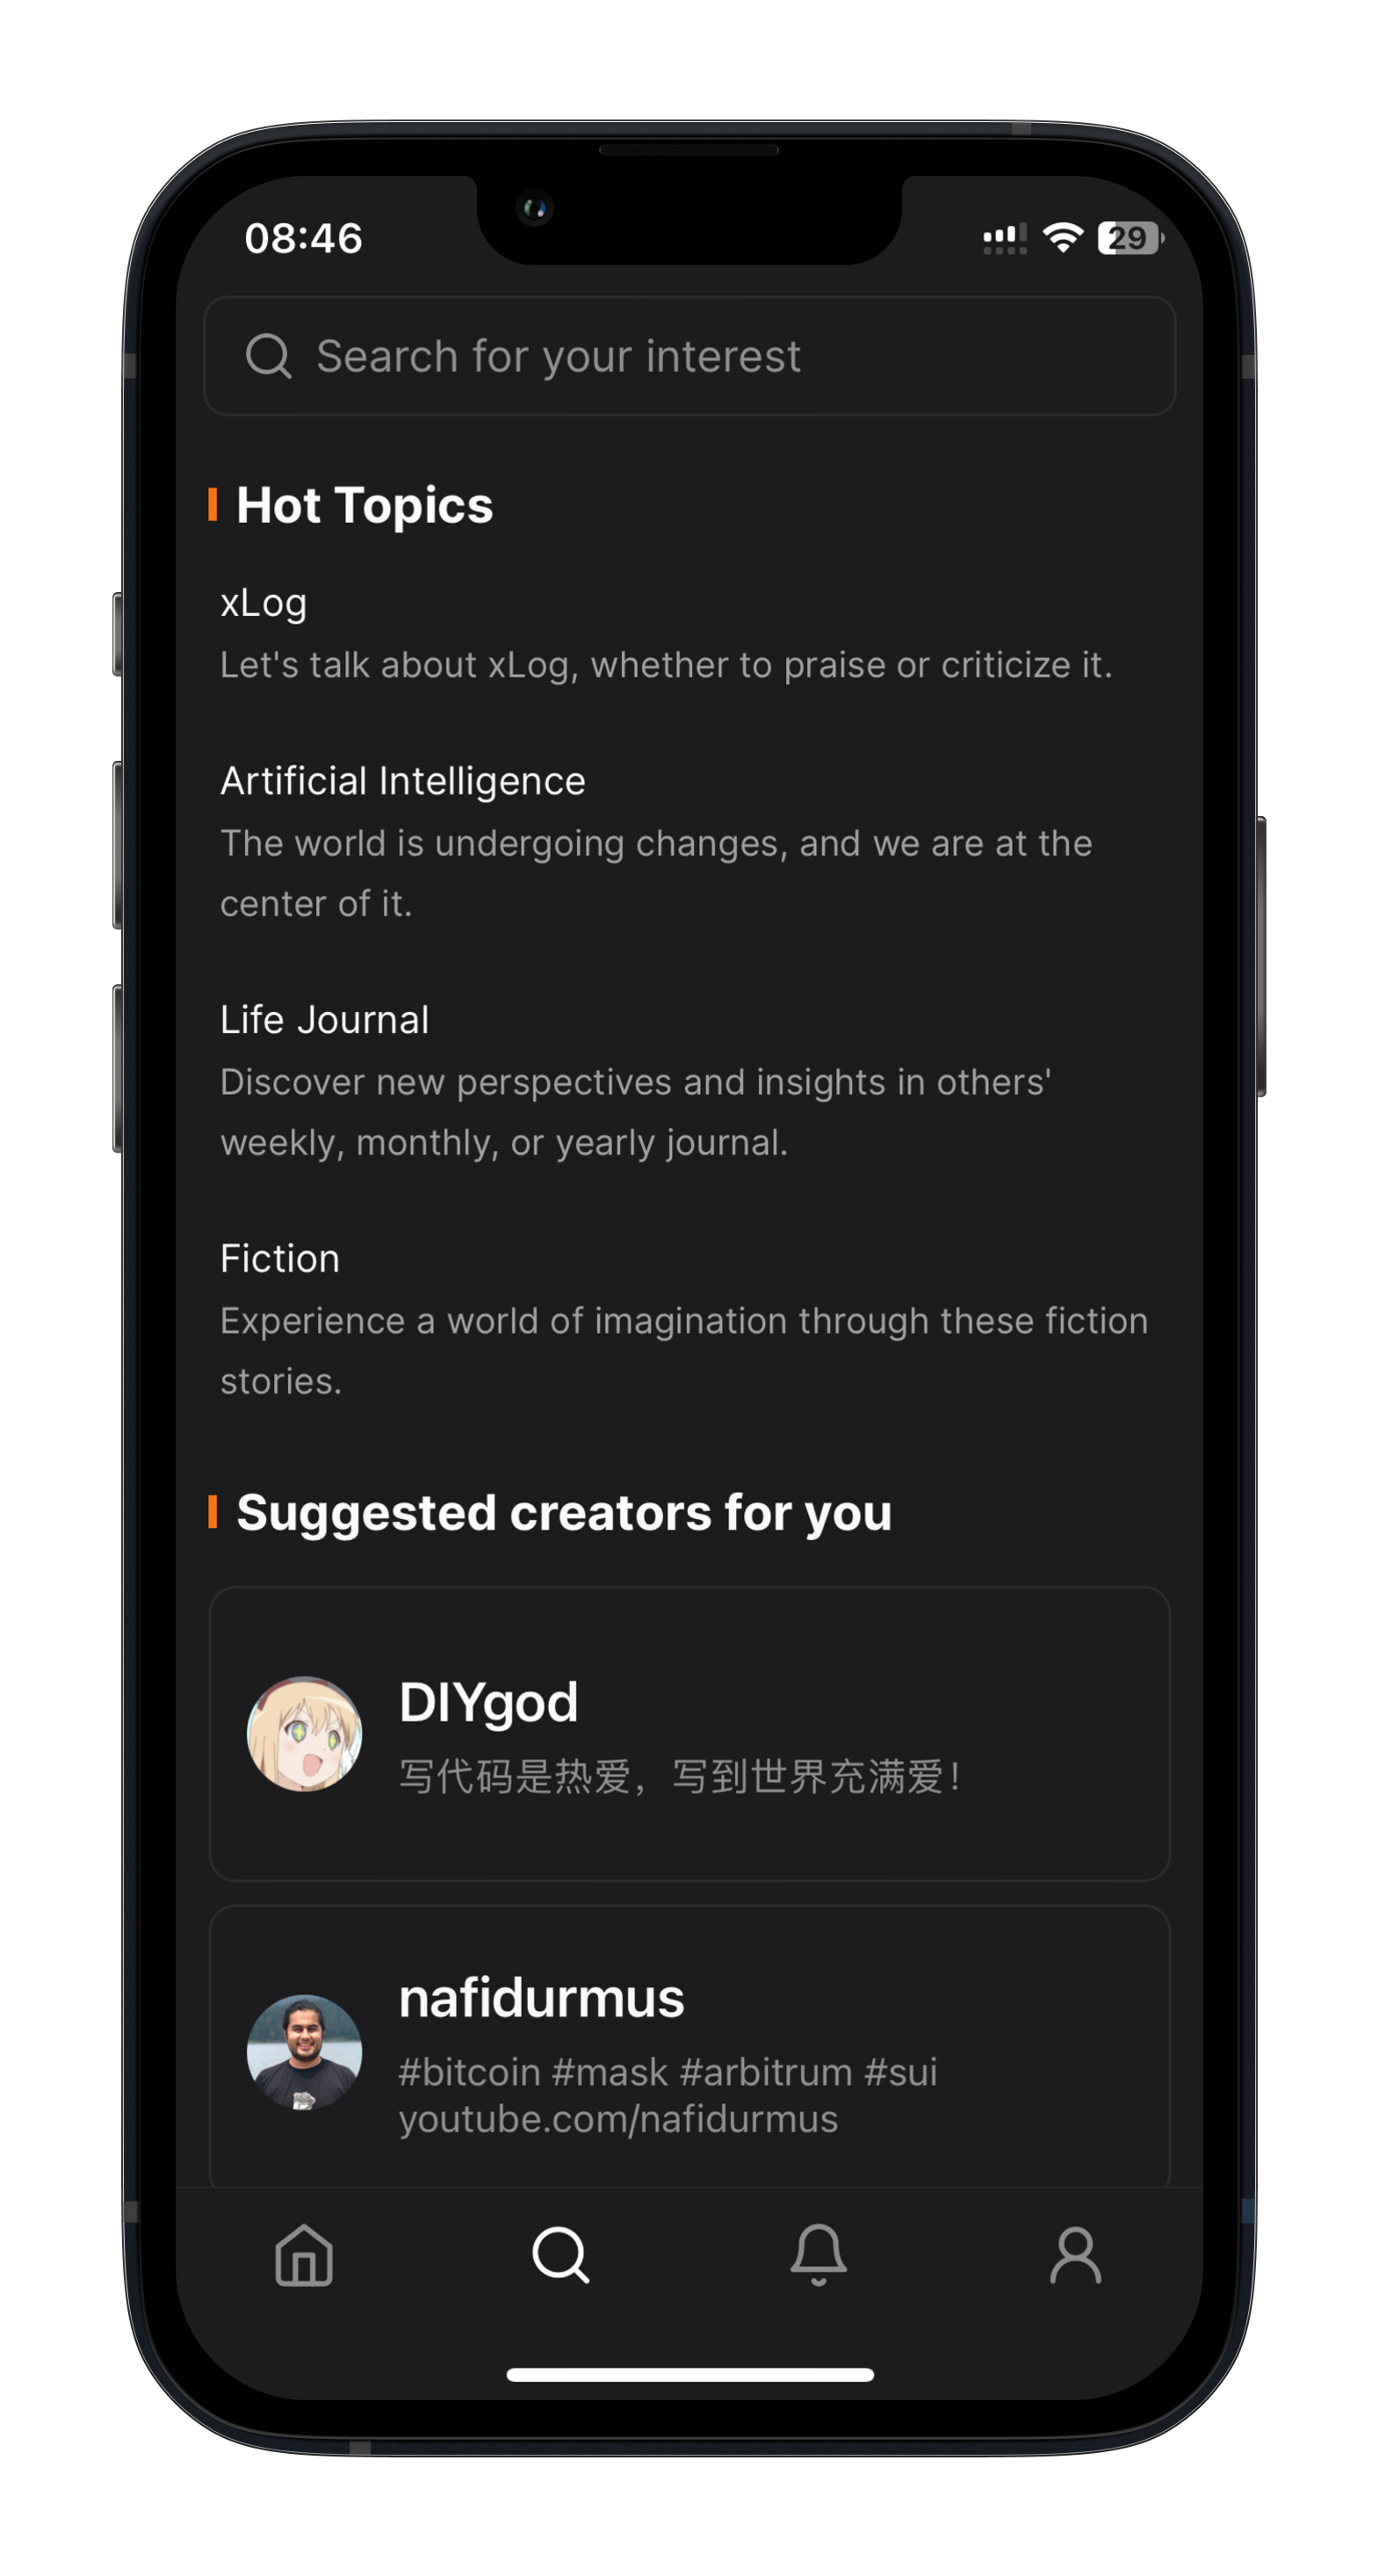 08:46
29
Search for your interest
Hot Topics
xLog
Let's talk about xLog, whether to praise or criticize it.
Artificial Intelligence
The world is undergoing changes, and we are at the
center of it.
Life Journal
Discover new perspectives and insights in others'
weekly, monthly, or yearly journal.
Fiction
Experience a world of imagination through these fiction
stories.
Suggested creators for you
DIYgod
写代码是热爱，写到世界充满爱！
nafidurmus
#bitcoin #mask #arbitrum #sui
youtube.com/nafidurmus